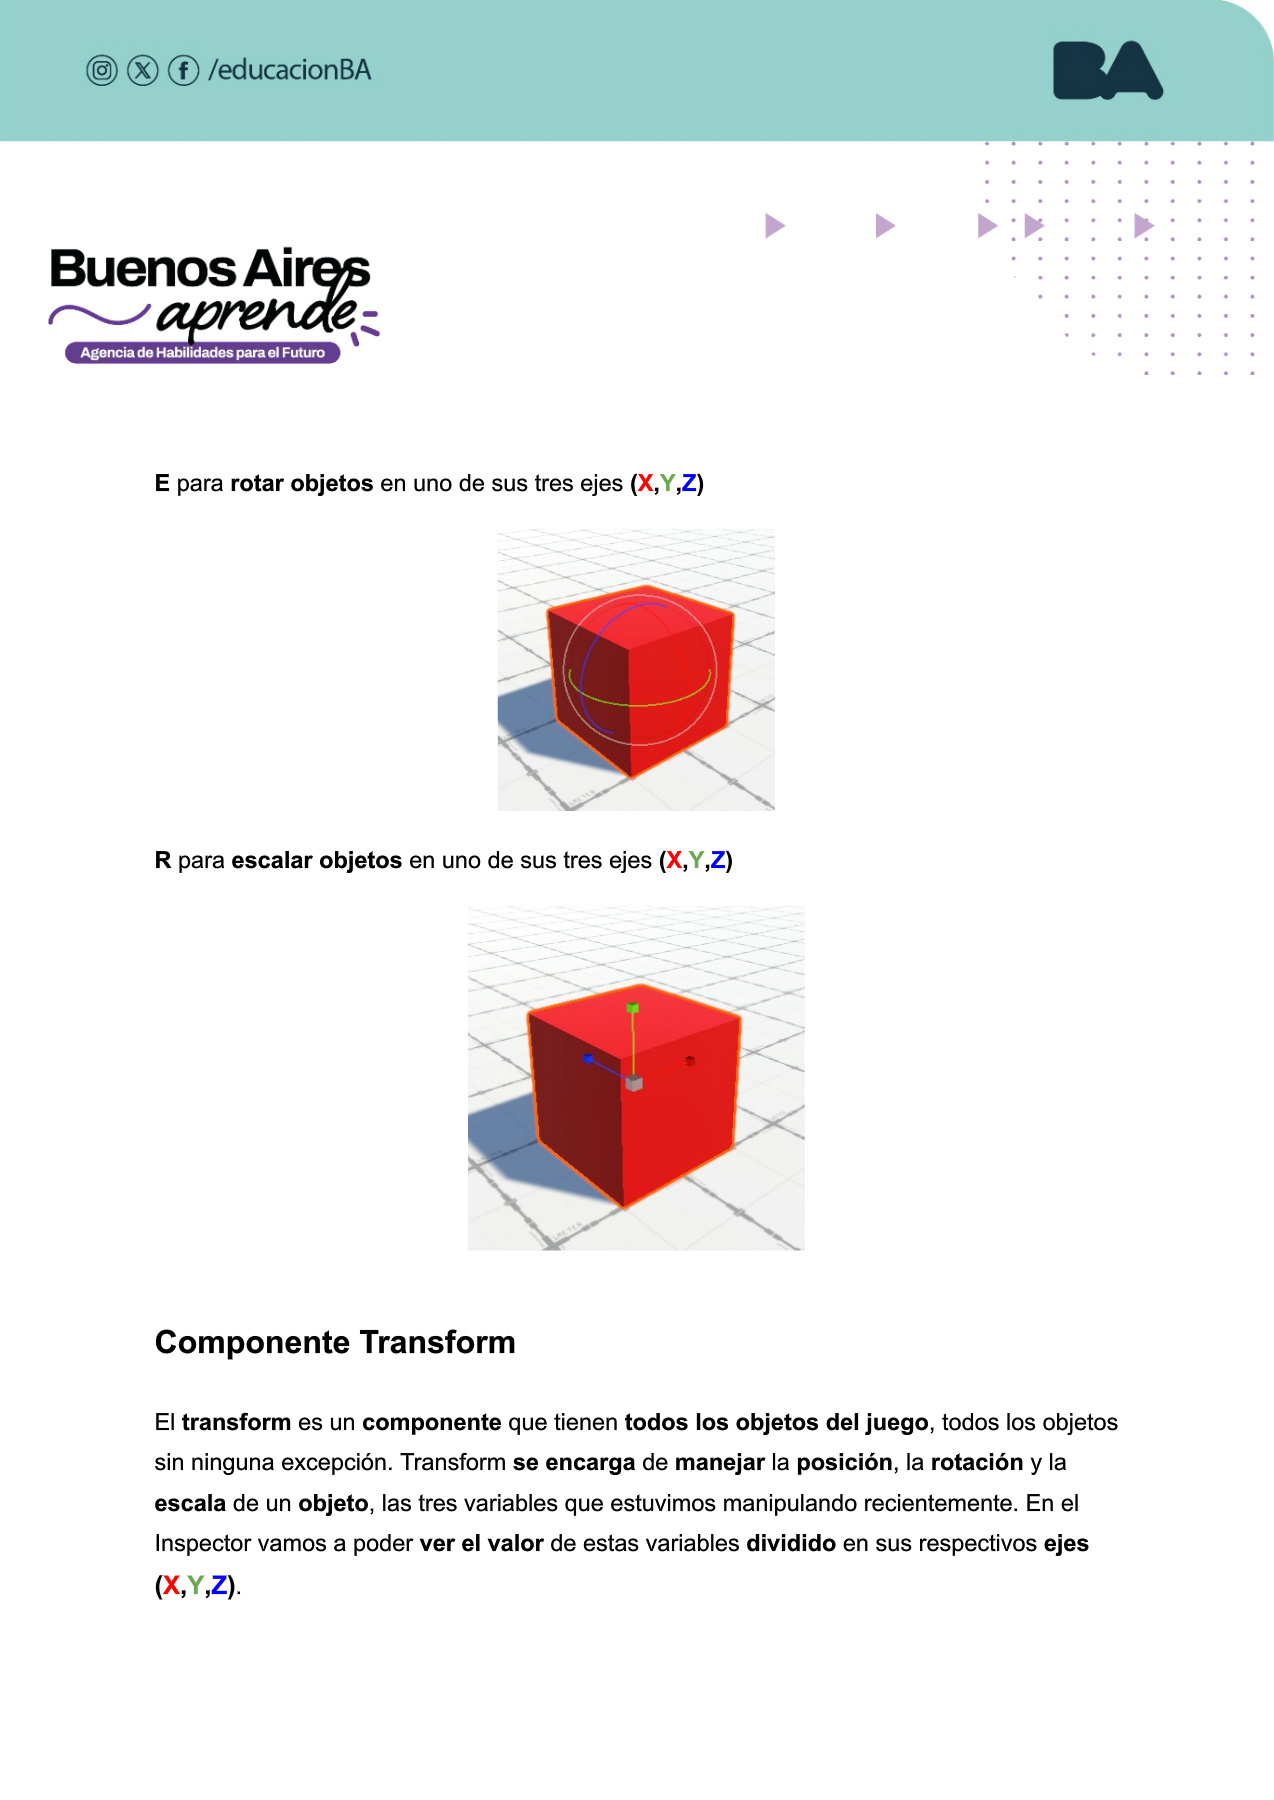 /educacionBA
BA
Buenos Aires
aprende
Agencia de Habilidades para el Futuro
E para rotar objetos en uno de sus tres ejes (X,Y,Z)
R para escalar objetos en uno de sus tres ejes (X,Y,Z)
Componente Transform
El transform es un componente que tienen todos los objetos del juego, todos los objetos
sin ninguna excepción. Transform se encarga de manejar la posición, la rotación y la
escala de un objeto, las tres variables que estuvimos manipulando recientemente. En el
Inspector vamos a poder ver el valor de estas variables dividido en sus respectivos ejes
(X,Y,Z).